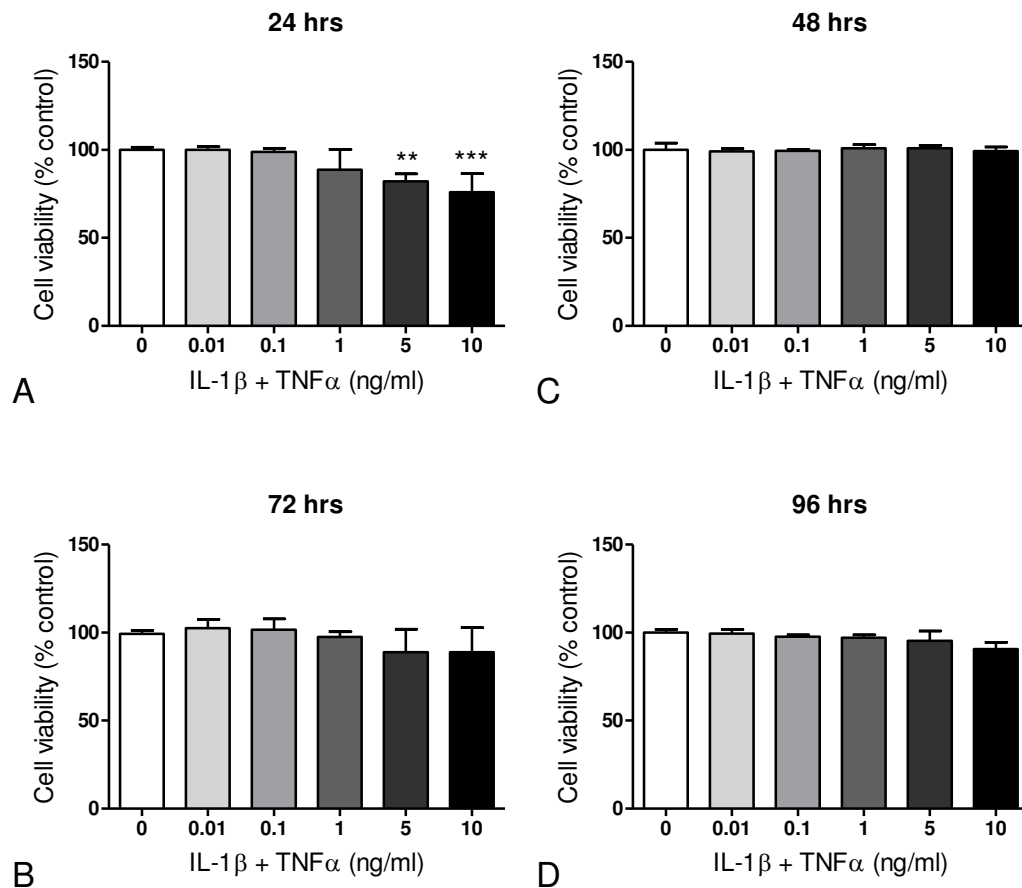 24 hrs
Cell viability (% control)
150
100
50
0
** ***
0 0.01 0.1 1 5 10
IL-1β + TNFα (ng/ml)
A
48 hrs
Cell viability (% control)
150
100
50
0
0 0.01 0.1 1 5 10
IL-1β + TNFα (ng/ml)
C
72 hrs
Cell viability (% control)
150
100
50
0
0 0.01 0.1 1 5 10
IL-1β + TNFα (ng/ml)
B
96 hrs
Cell viability (% control)
150
100
50
0
0 0.01 0.1 1 5 10
IL-1β + TNFα (ng/ml)
D